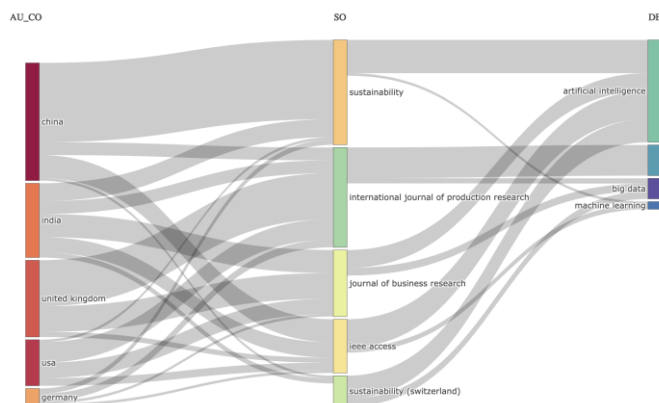 AU_CO
SO
DE
china
india
united kingdom
usa
germany
sustainability
international journal of production research
journal of business research
ieee access
sustainability (switzerland)
artificial intelligence
big data
machine learning